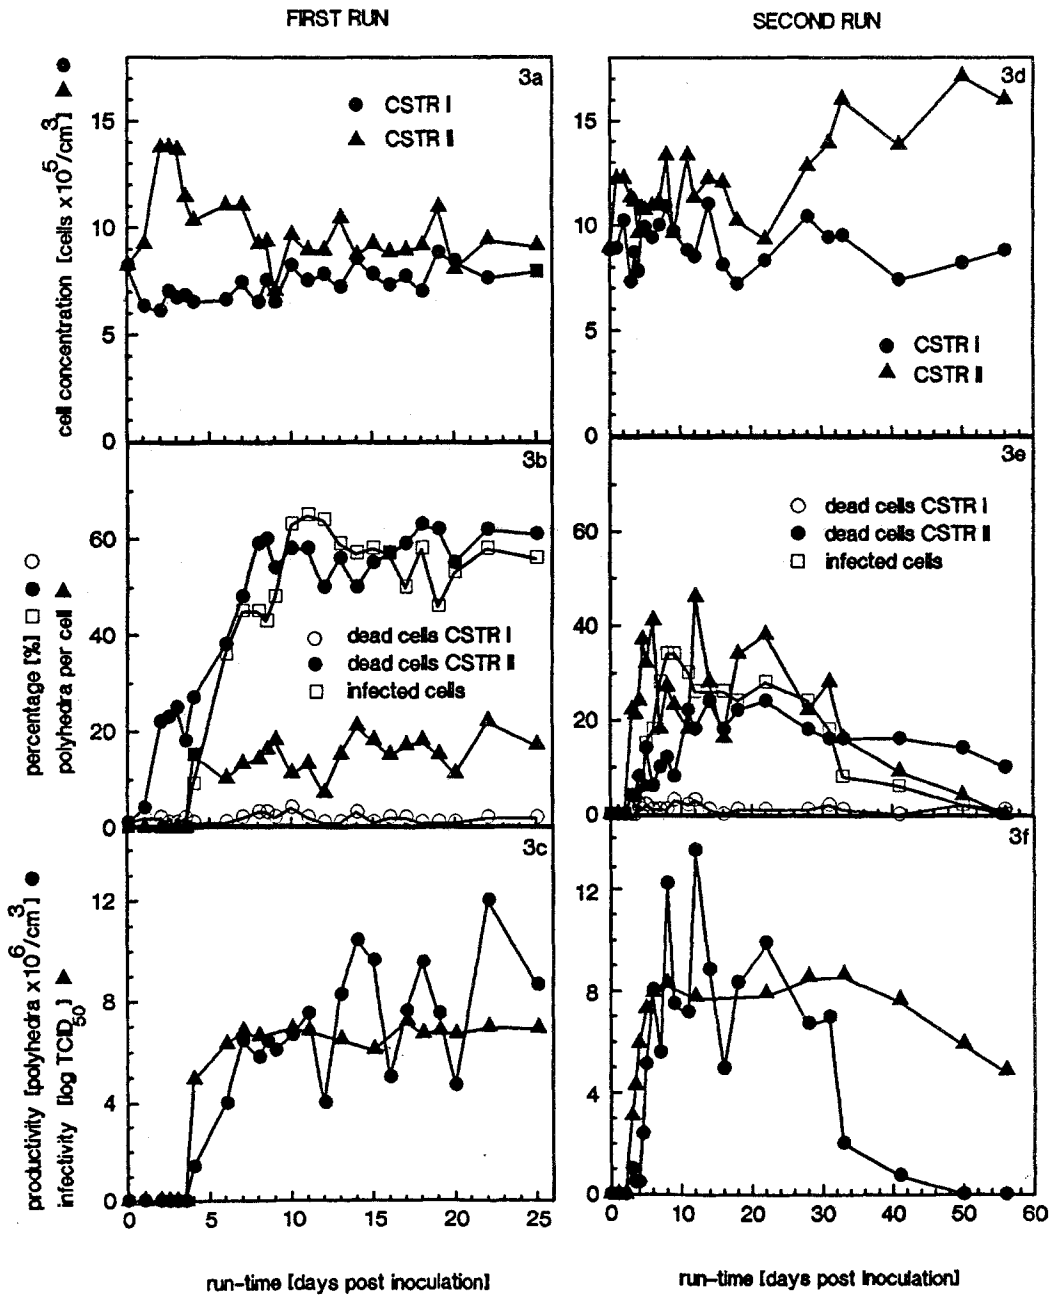 FIRST RUN
SECOND RUN
cell concentration [cells x10^5/cm^3]
3a
CSTR I
CSTR II
15
10
5
0
3d
CSTR I
CSTR II
15
10
5
0
percentage [%]
polyhedra per cell
3b
dead cells CSTR I
dead cells CSTR II
infected cells
60
40
20
0
3e
dead cells CSTR I
dead cells CSTR II
infected cells
60
40
20
0
productivity [polyhedra x10^6/cm^3]
infectivity [log TCID_50]
3c
12
8
4
0
0 5 10 15 20 25
3f
12
8
4
0
0 10 20 30 40 50 60
run-time [days post inoculation]
run-time [days post inoculation]